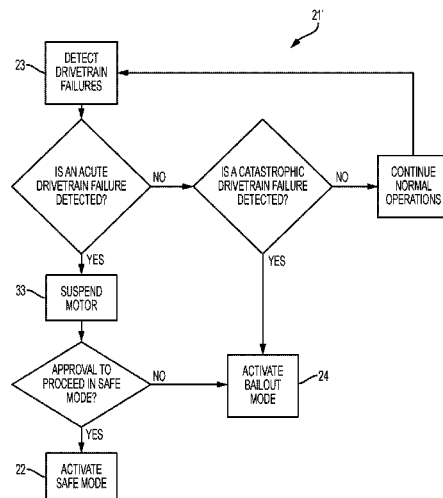 21'
23
DETECT
DRIVETRAIN
FAILURES
IS AN ACUTE
DRIVETRAIN FAILURE
DETECTED?
NO
IS A CATASTROPHIC
DRIVETRAIN FAILURE
DETECTED?
NO
CONTINUE
NORMAL
OPERATIONS
YES
YES
33
SUSPEND
MOTOR
APPROVAL TO
PROCEED IN SAFE
MODE?
NO
ACTIVATE
BAILOUT
MODE
24
YES
22
ACTIVATE
SAFE MODE